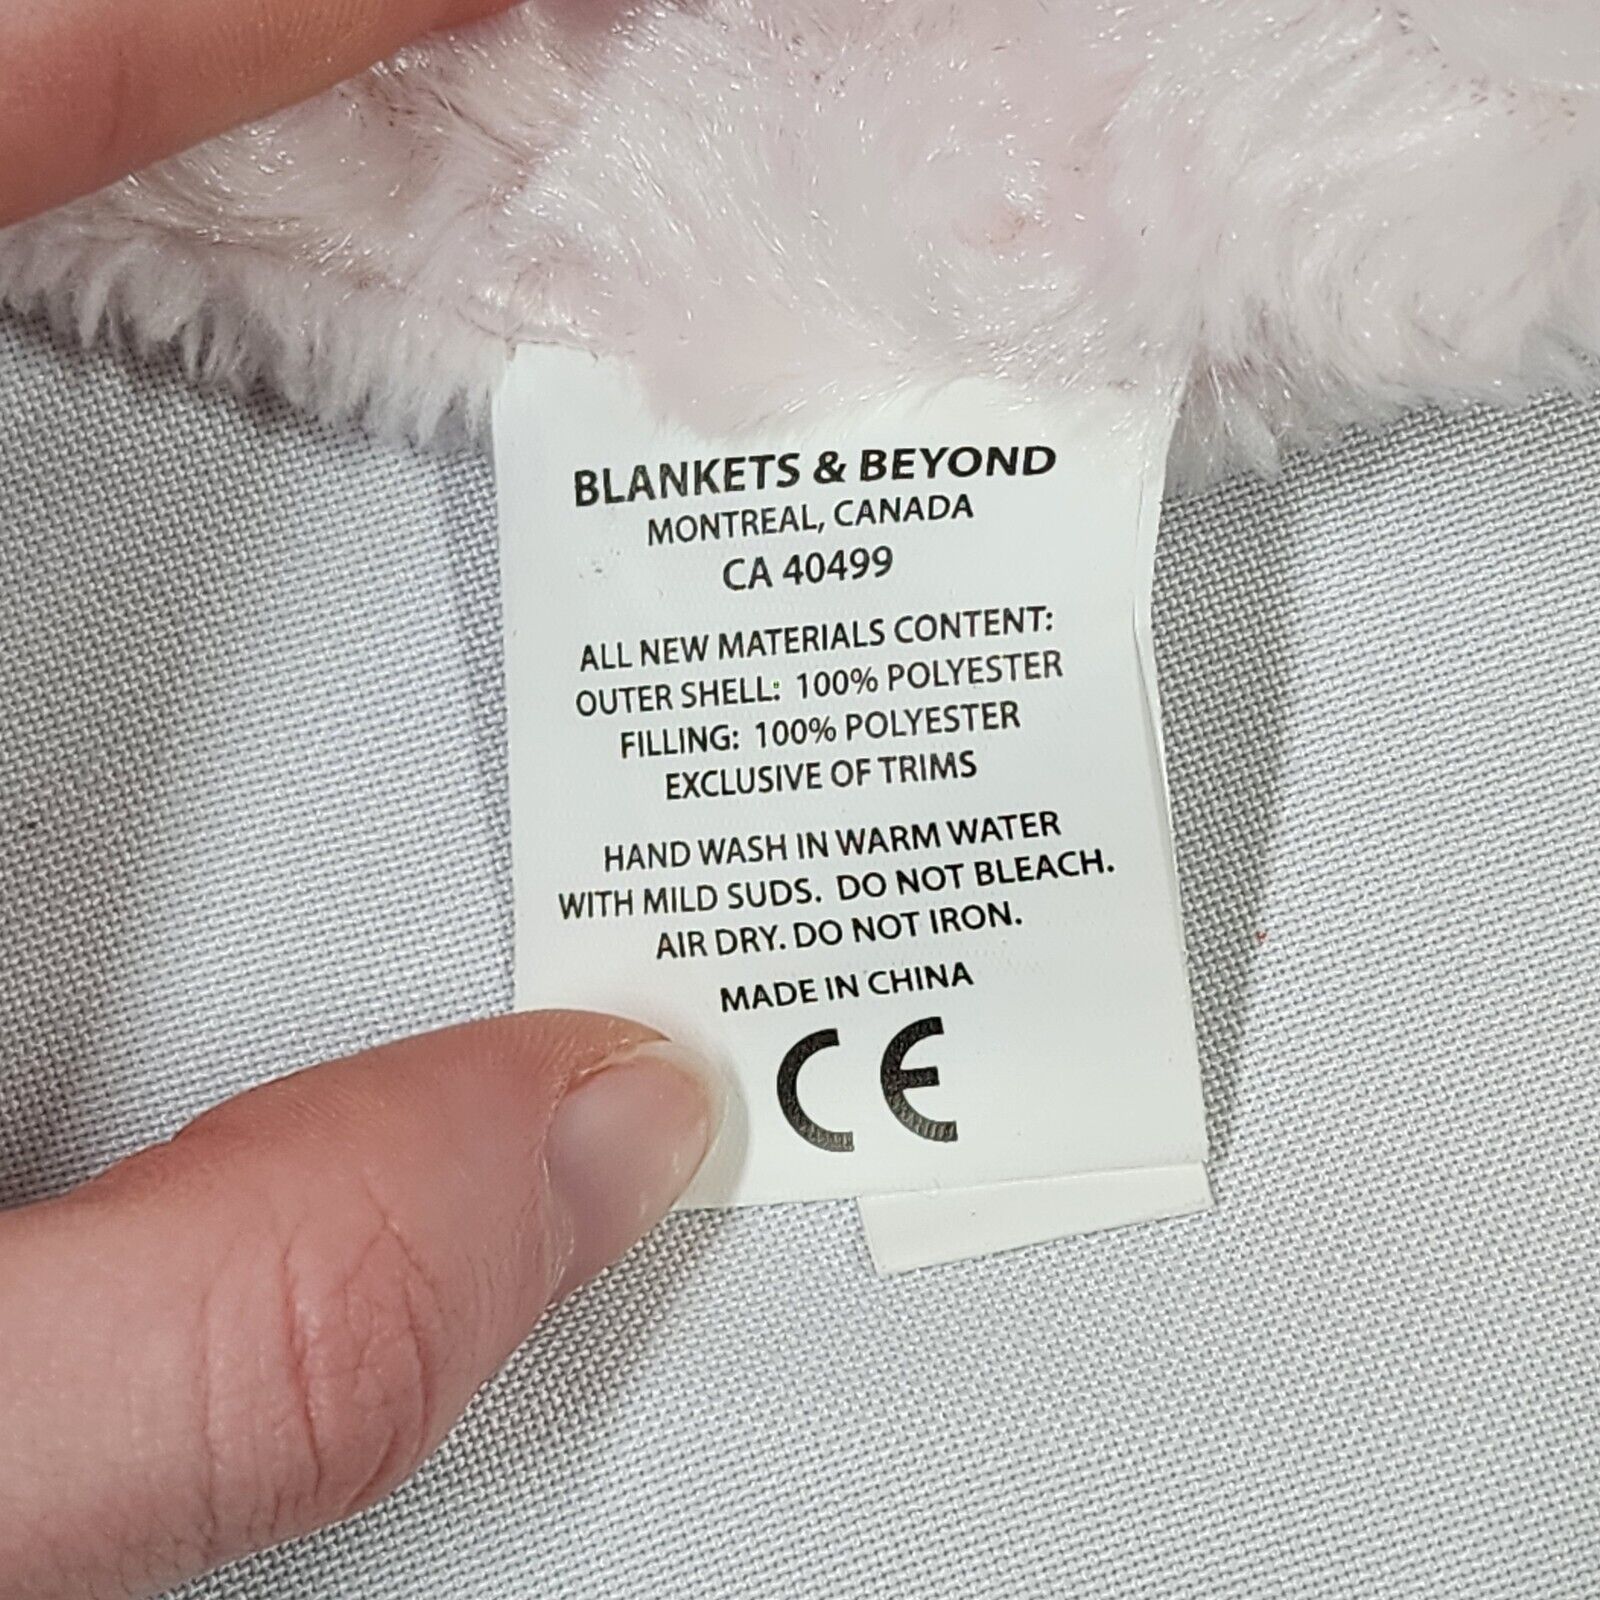 BLANKETS & BEYOND
MONTREAL, CANADA
CA 40499
ALL NEW MATERIALS CONTENT:
OUTER SHELL: 100% POLYESTER
FILLING: 100% POLYESTER
EXCLUSIVE OF TRIMS
HAND WASH IN WARM WATER
WITH MILD SUDS. DO NOT BLEACH.
AIR DRY. DO NOT IRON.
MADE IN CHINA
CE